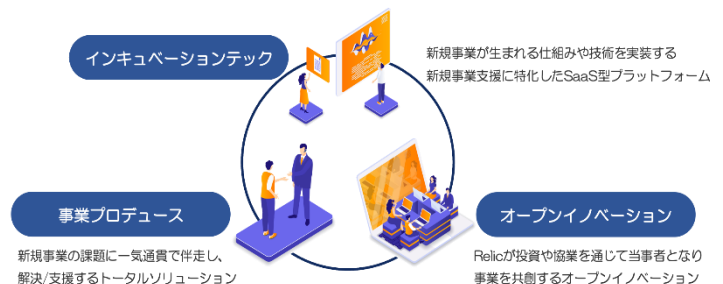 インキュベーションテック
新規事業が生まれる仕組みや技術を実装する
新規事業支援に特化したSaaS型プラットフォーム
事業プロデュース
新規事業の課題に一気通貫で伴走し、
解決/支援するトータルソリューション
オープンイノベーション
Relicが投資や協業を通じて当事者となり
事業を共創するオープンイノベーション